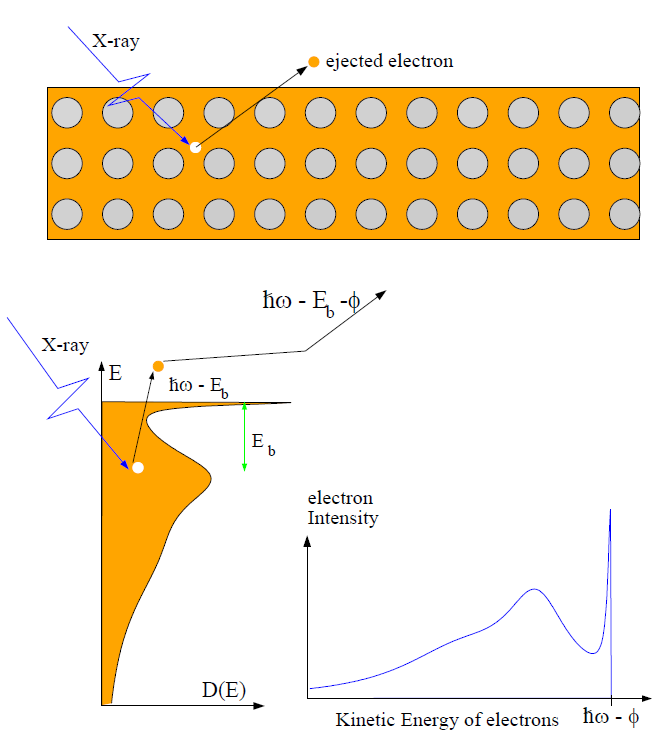 X-ray
ejected electron
ħω - E_b -ϕ
X-ray
E
ħω - E_b
E_b
electron
Intensity
D(E)
Kinetic Energy of electrons
ħω - ϕ